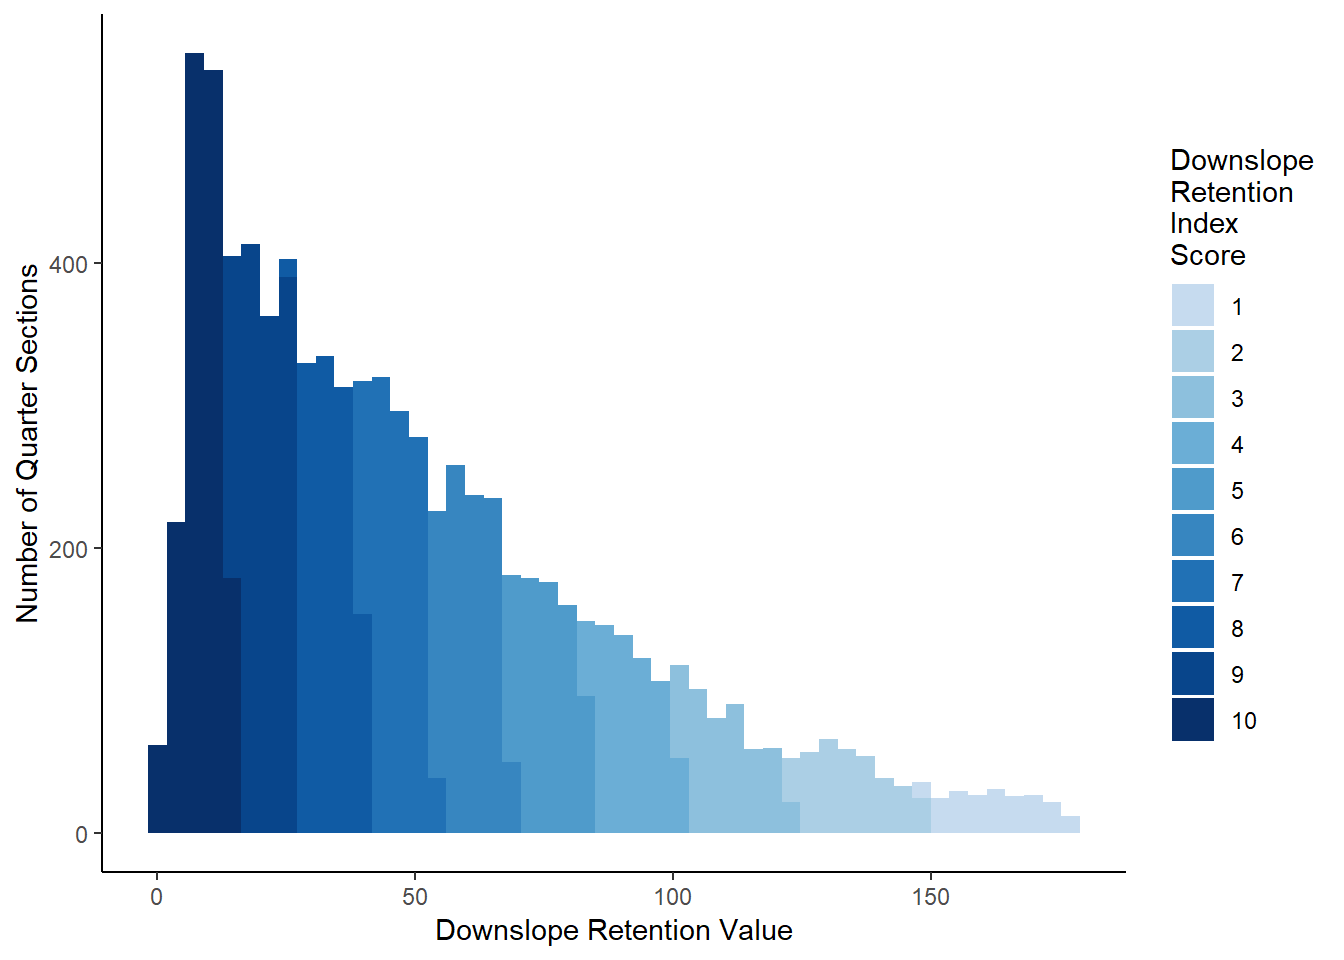 Number of Quarter Sections
400
200
0
0
50
100
150
Downslope Retention Value
Downslope
Retention
Index
Score
1
2
3
4
5
6
7
8
9
10